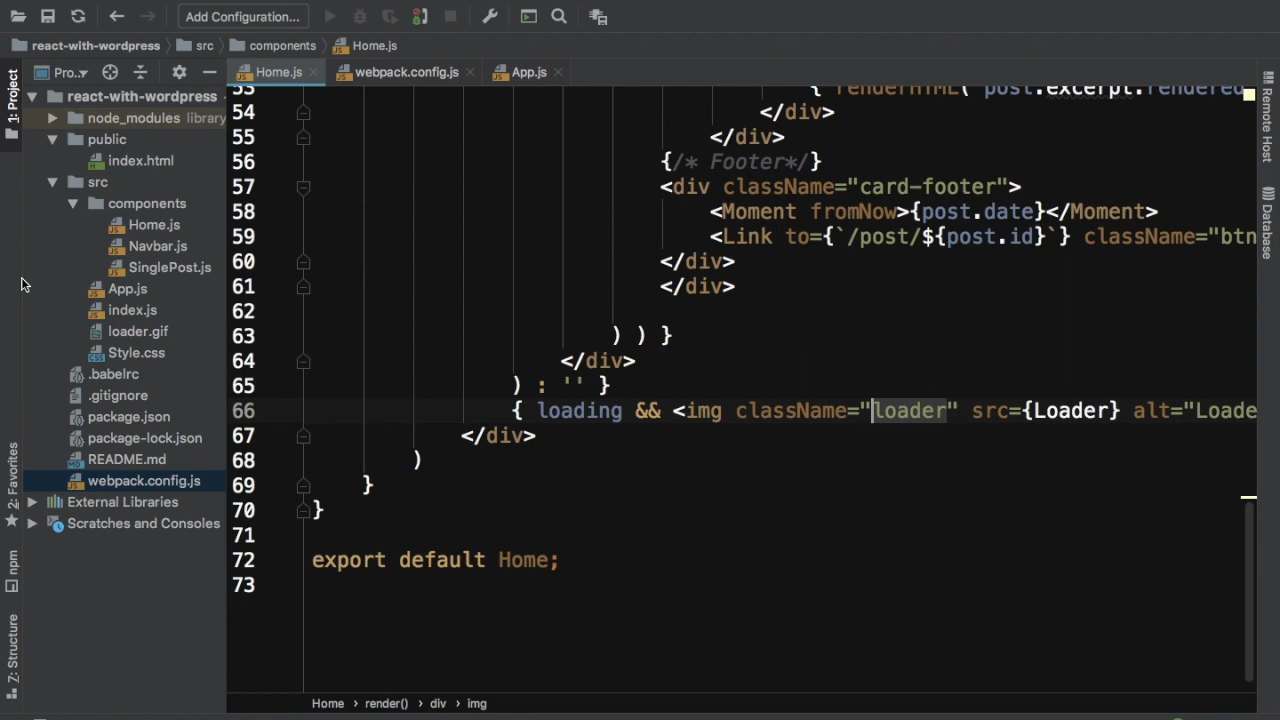 Add Configuration...
react-with-wordpress
src
components
Home.js
Pro..
Home.js
webpack.config.js
App.js
1: Project
2: Favorites
npm
Z: Structure
react-with-wordpress
node_modules library
public
index.html
src
components
Home.js
Navbar.js
SinglePost.js
App.js
index.js
loader.gif
Style.css
.babelrc
.gitignore
package.json
package-lock.json
README.md
webpack.config.js
External Libraries
Scratches and Consoles
53 { renderHTML( post.excerpt.rendered
54 </div>
55 </div>
56 {/* Footer*/}
57 <div className="card-footer">
58 <Moment fromNow>{post.date}</Moment>
59 <Link to={`/post/${post.id}`} className="btn
60 </div>
61 </div>
62
63 ) ) }
64 </div>
65 ) : '' }
66 { loading && <img className="loader" src={Loader} alt="Loade
67 </div>
68 )
69 }
70 }
71
72 export default Home;
73
Remote Host
Database
Home › render() › div › img